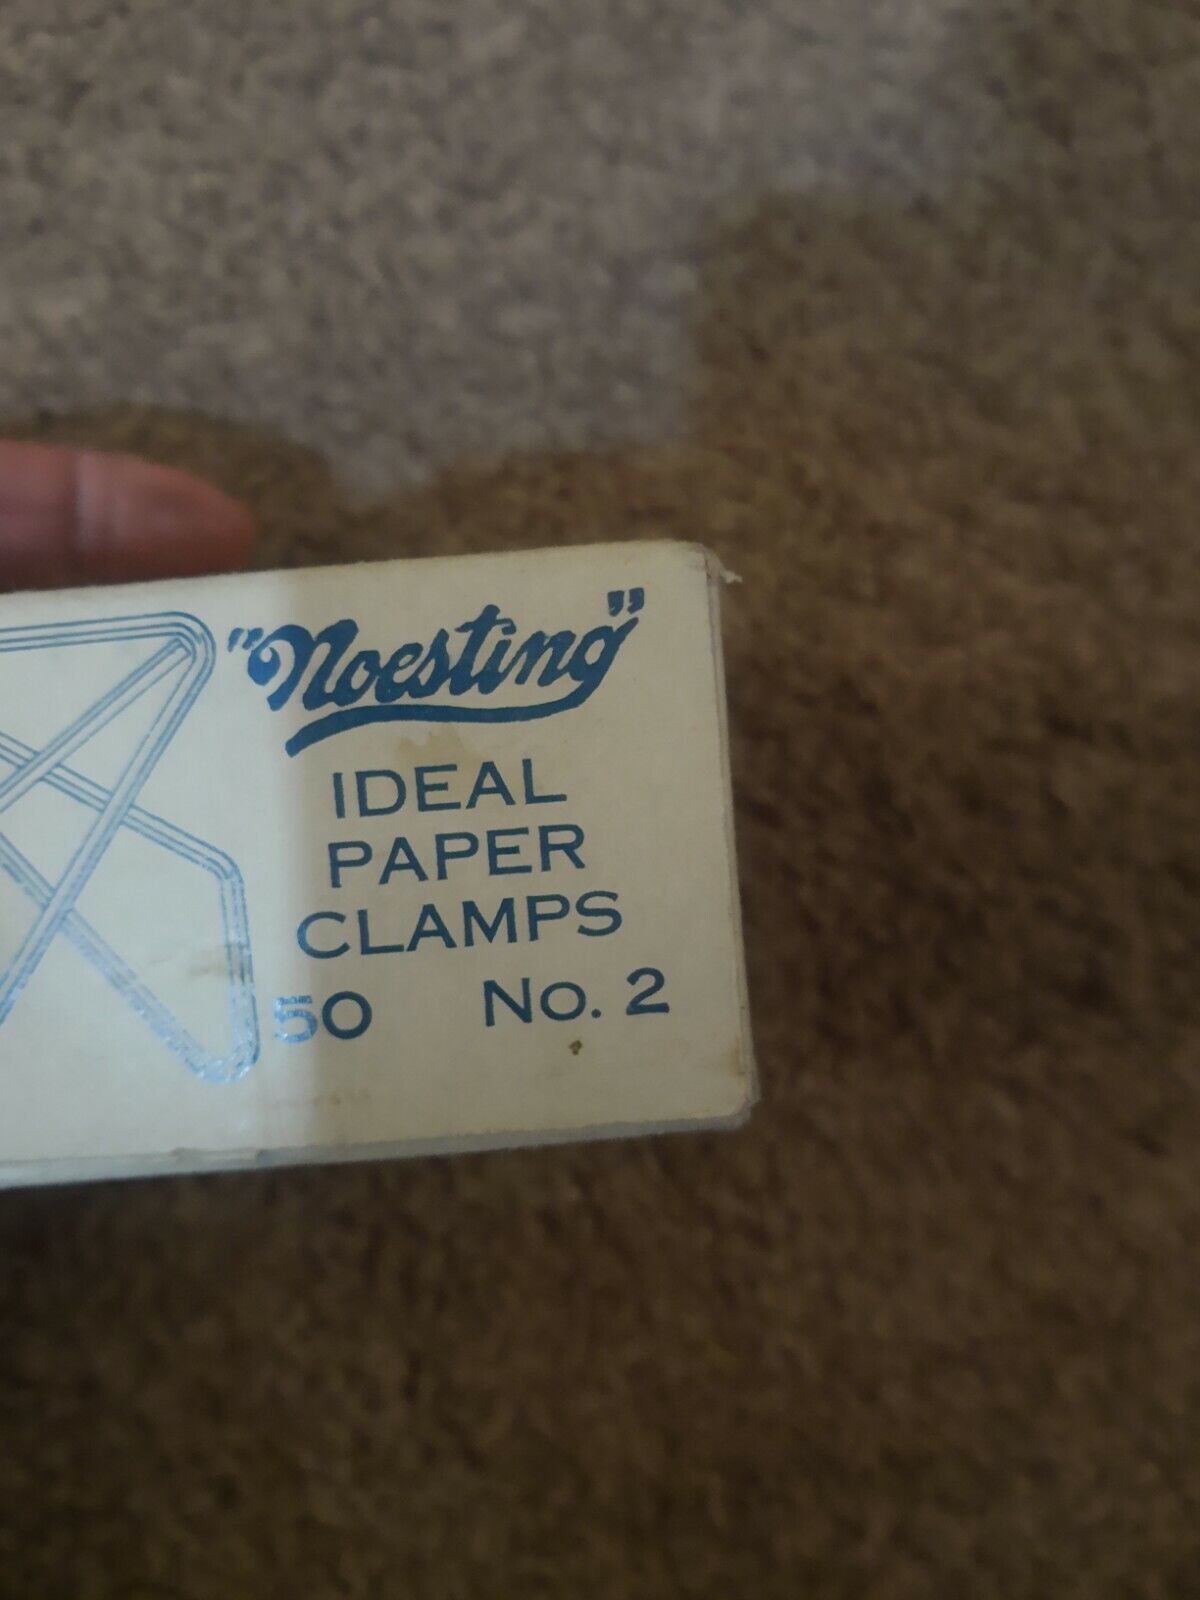 "Noesting"
IDEAL
PAPER
CLAMPS
50 No. 2